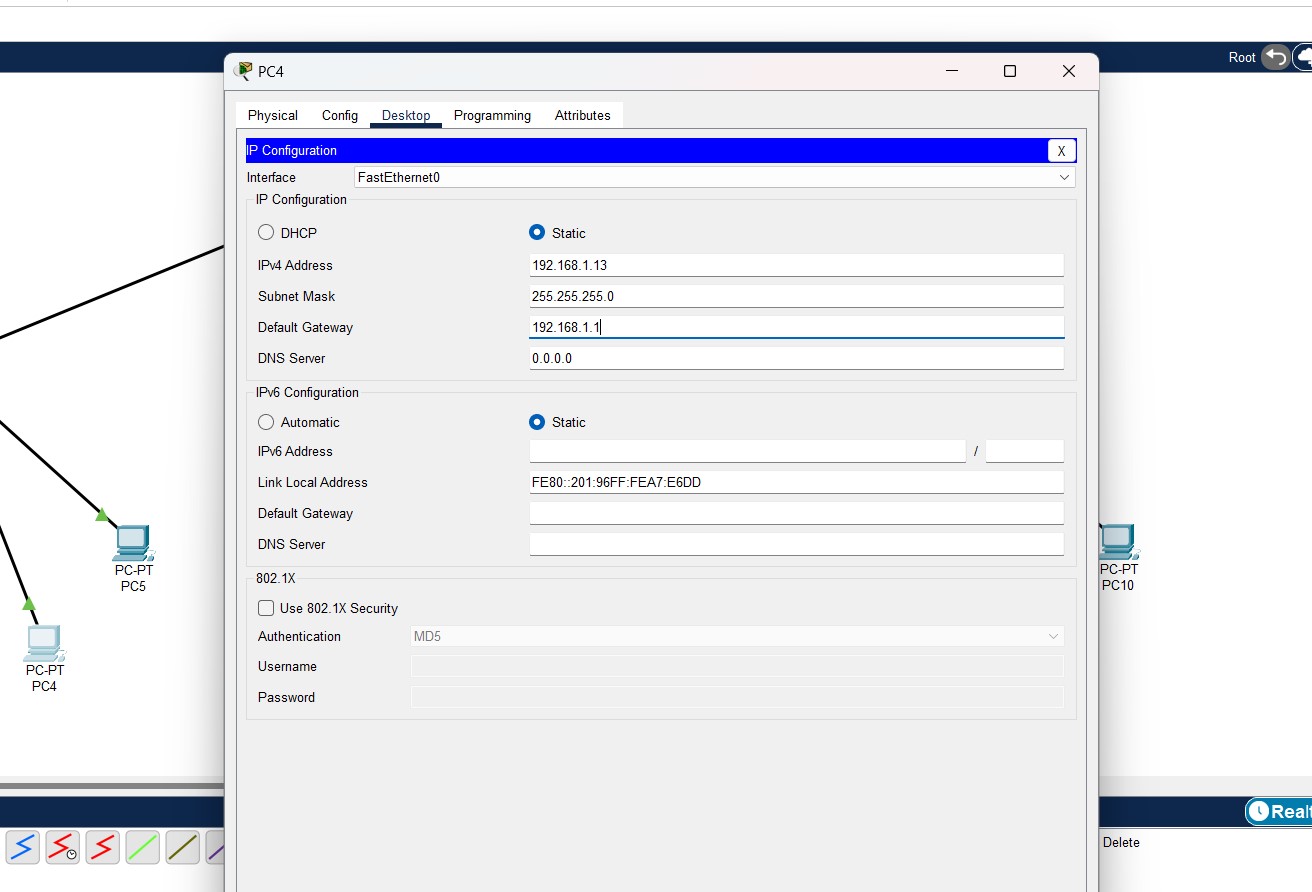 Root
PC4
Physical Config Desktop Programming Attributes
IP Configuration X
Interface FastEthernet0
IP Configuration
DHCP Static
IPv4 Address 192.168.1.13
Subnet Mask 255.255.255.0
Default Gateway 192.168.1.1
DNS Server 0.0.0.0
IPv6 Configuration
Automatic Static
IPv6 Address /
Link Local Address FE80::201:96FF:FEA7:E6DD
Default Gateway
DNS Server
802.1X
Use 802.1X Security
Authentication MD5
Username
Password
PC-PT
PC5
PC-PT
PC4
PC-PT
PC10
Realt
Delete